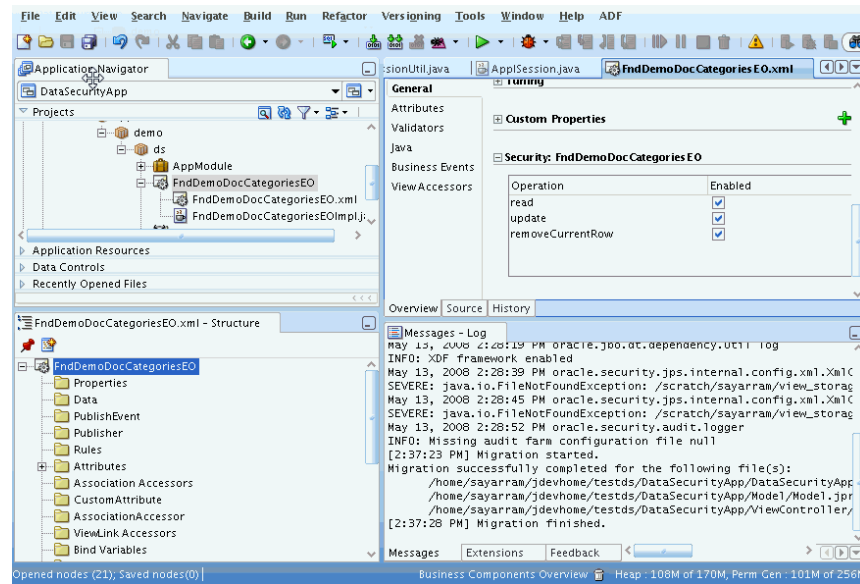 File Edit View Search Navigate Build Run Refactor Versioning Tools Window Help ADF
Application Navigator
DataSecurityApp
Projects
demo
ds
AppModule
FndDemoDocCategoriesEO
FndDemoDocCategoriesEO.xml
FndDemoDocCategoriesEOImpl.j
Application Resources
Data Controls
Recently Opened Files
sionUtil.java
ApplSession.java
FndDemoDocCategoriesEO.xml
General
Attributes
Validators
Java
Business Events
View Accessors
Tuning
Custom Properties
Security: FndDemoDocCategoriesEO
Operation Enabled
read
update
removeCurrentRow
Overview Source History
FndDemoDocCategoriesEO.xml - Structure
FndDemoDocCategoriesEO
Properties
Data
PublishEvent
Publisher
Rules
Attributes
Association Accessors
CustomAttribute
AssociationAccessor
ViewLink Accessors
Bind Variables
Messages - Log
May 13, 2008 2:28:19 PM oracle.jbo.dt.dependency.Util log
INFO: XDF framework enabled
May 13, 2008 2:28:39 PM oracle.security.jps.internal.config.xml.XmlC
SEVERE: java.io.FileNotFoundException: /scratch/sayarram/view_storag
May 13, 2008 2:28:45 PM oracle.security.jps.internal.config.xml.XmlC
SEVERE: java.io.FileNotFoundException: /scratch/sayarram/view_storag
May 13, 2008 2:28:52 PM oracle.security.audit.logger
INFO: Missing audit farm configuration file null
[2:37:23 PM] Migration started.
Migration successfully completed for the following file(s):
/home/sayarram/jdevhome/testds/DataSecurityApp/DataSecurityApp
/home/sayarram/jdevhome/testds/DataSecurityApp/Model/Model.jpr
/home/sayarram/jdevhome/testds/DataSecurityApp/ViewController/
[2:37:28 PM] Migration finished.
Messages Extensions Feedback
Opened nodes (21); Saved nodes(0) Business Components Overview Heap : 108M of 170M, Perm Gen : 101M of 256M